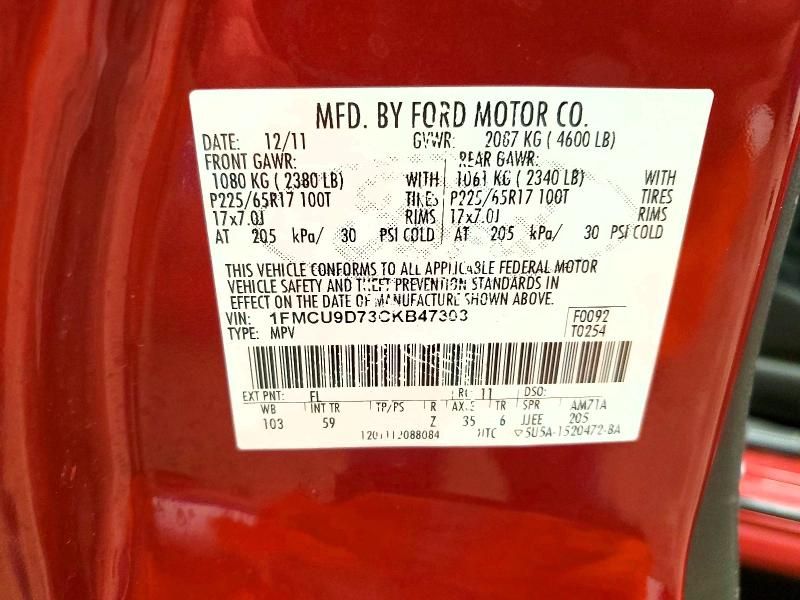 MFD. BY FORD MOTOR CO.
DATE: 12/11 GVWR: 2087 KG ( 4600 LB)
FRONT GAWR: REAR GAWR:
1080 KG ( 2380 LB) WITH 1061 KG ( 2340 LB) WITH
P225/65R17 100T TIRES P225/65R17 100T TIRES
17x7.0J RIMS 17x7.0J RIMS
AT 205 kPa/ 30 PSI COLD AT 205 kPa/ 30 PSI COLD
THIS VEHICLE CONFORMS TO ALL APPLICABLE FEDERAL MOTOR
VEHICLE SAFETY AND THEFT PREVENTION STANDARDS IN
EFFECT ON THE DATE OF MANUFACTURE SHOWN ABOVE.
VIN: 1FMCU9D73CKB47303 F0092
TYPE: MPV T0254
EXT PNT: FL RC: 11 DSO:
WB INT TR TP/PS R AXLE TR SPR AM71A
103 59 Z 35 6 JJEE 205
UTC 5U5A-1520472-BA